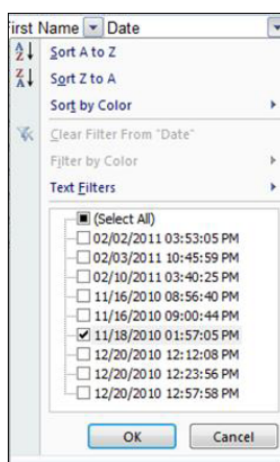 irst Name Date
Sort A to Z
Sort Z to A
Sort by Color
Clear Filter From "Date"
Filter by Color
Text Filters
(Select All)
02/02/2011 03:53:05 PM
02/03/2011 10:45:59 PM
02/10/2011 03:40:25 PM
11/16/2010 08:56:40 PM
11/16/2010 09:00:44 PM
11/18/2010 01:57:05 PM
12/20/2010 12:12:08 PM
12/20/2010 12:23:56 PM
12/20/2010 12:57:58 PM
OK Cancel